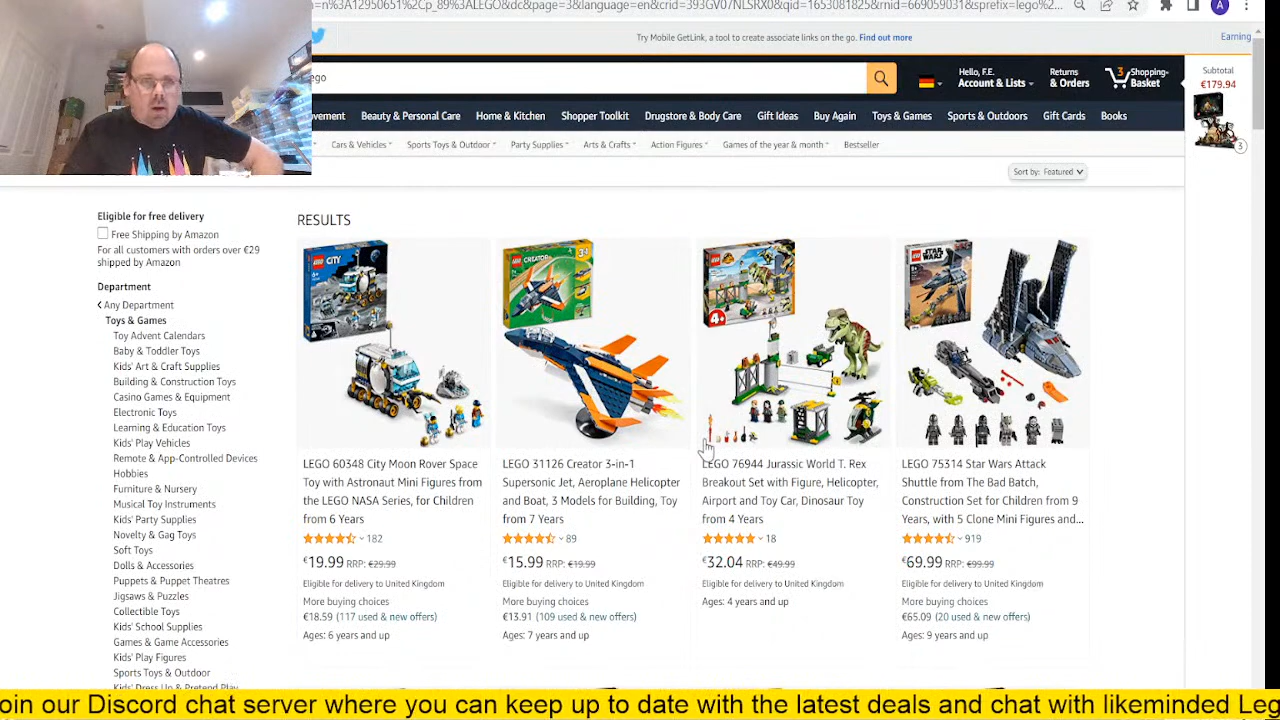 =n%3A12950651%2Cp_89%3ALEGO&dc&page=3&language=en&crid=393GV07NLSRX0&qid=1653081825&rnid=669059031&sprefix=lego%2...
A
Try Mobile GetLink, a tool to create associate links on the go. Find out more
Earning
ego
Hello, F.E.
Account & Lists
Returns
& Orders
3
Shopping-
Basket
Subtotal
€179.94
3
ovement
Beauty & Personal Care
Home & Kitchen
Shopper Toolkit
Drugstore & Body Care
Gift Ideas
Buy Again
Toys & Games
Sports & Outdoors
Gift Cards
Books
Cars & Vehicles
Sports Toys & Outdoor
Party Supplies
Arts & Crafts
Action Figures
Games of the year & month
Bestseller
Sort by: Featured
Eligible for free delivery
Free Shipping by Amazon
For all customers with orders over €29
shipped by Amazon
Department
Any Department
Toys & Games
Toy Advent Calendars
Baby & Toddler Toys
Kids' Art & Craft Supplies
Building & Construction Toys
Casino Games & Equipment
Electronic Toys
Learning & Education Toys
Kids' Play Vehicles
Remote & App-Controlled Devices
Hobbies
Furniture & Nursery
Musical Toy Instruments
Kids' Party Supplies
Novelty & Gag Toys
Soft Toys
Dolls & Accessories
Puppets & Puppet Theatres
Jigsaws & Puzzles
Collectible Toys
Kids' School Supplies
Games & Game Accessories
Kids' Play Figures
Sports Toys & Outdoor
Kids' Dress Up & Pretend Play
RESULTS
LEGO CITY
6+
LEGO 60348 City Moon Rover Space
Toy with Astronaut Mini Figures from
the LEGO NASA Series, for Children
from 6 Years
182
€19.99 RRP: €29.99
Eligible for delivery to United Kingdom
More buying choices
€18.59 (117 used & new offers)
Ages: 6 years and up
LEGO CREATOR
3in1
LEGO 31126 Creator 3-in-1
Supersonic Jet, Aeroplane Helicopter
and Boat, 3 Models for Building, Toy
from 7 Years
89
€15.99 RRP: €19.99
Eligible for delivery to United Kingdom
More buying choices
€13.91 (109 used & new offers)
Ages: 7 years and up
LEGO
4+
LEGO 76944 Jurassic World T. Rex
Breakout Set with Figure, Helicopter,
Airport and Toy Car, Dinosaur Toy
from 4 Years
18
€32.04 RRP: €49.99
Eligible for delivery to United Kingdom
Ages: 4 years and up
LEGO STAR WARS
LEGO 75314 Star Wars Attack
Shuttle from The Bad Batch,
Construction Set for Children from 9
Years, with 5 Clone Mini Figures and...
919
€69.99 RRP: €99.99
Eligible for delivery to United Kingdom
More buying choices
€65.09 (20 used & new offers)
Ages: 9 years and up
oin our Discord chat server where you can keep up to date with the latest deals and chat with likeminded Leg